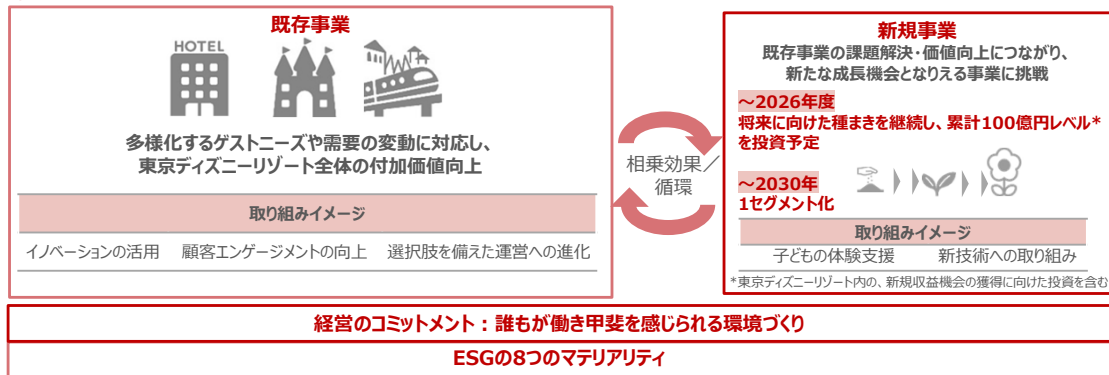 既存事業
HOTEL
多様化するゲストニーズや需要の変動に対応し、
東京ディズニーリゾート全体の付加価値向上
取り組みイメージ
イノベーションの活用　顧客エンゲージメントの向上　選択肢を備えた運営への進化
相乗効果／
循環
新規事業
既存事業の課題解決・価値向上につながり、
新たな成長機会となりえる事業に挑戦
～2026年度
将来に向けた種まきを継続し、累計100億円レベル*
を投資予定
～2030年
1セグメント化
取り組みイメージ
子どもの体験支援　新技術への取り組み
*東京ディズニーリゾート内の、新規収益機会の獲得に向けた投資を含む
経営のコミットメント：誰もが働き甲斐を感じられる環境づくり
ESGの8つのマテリアリティ